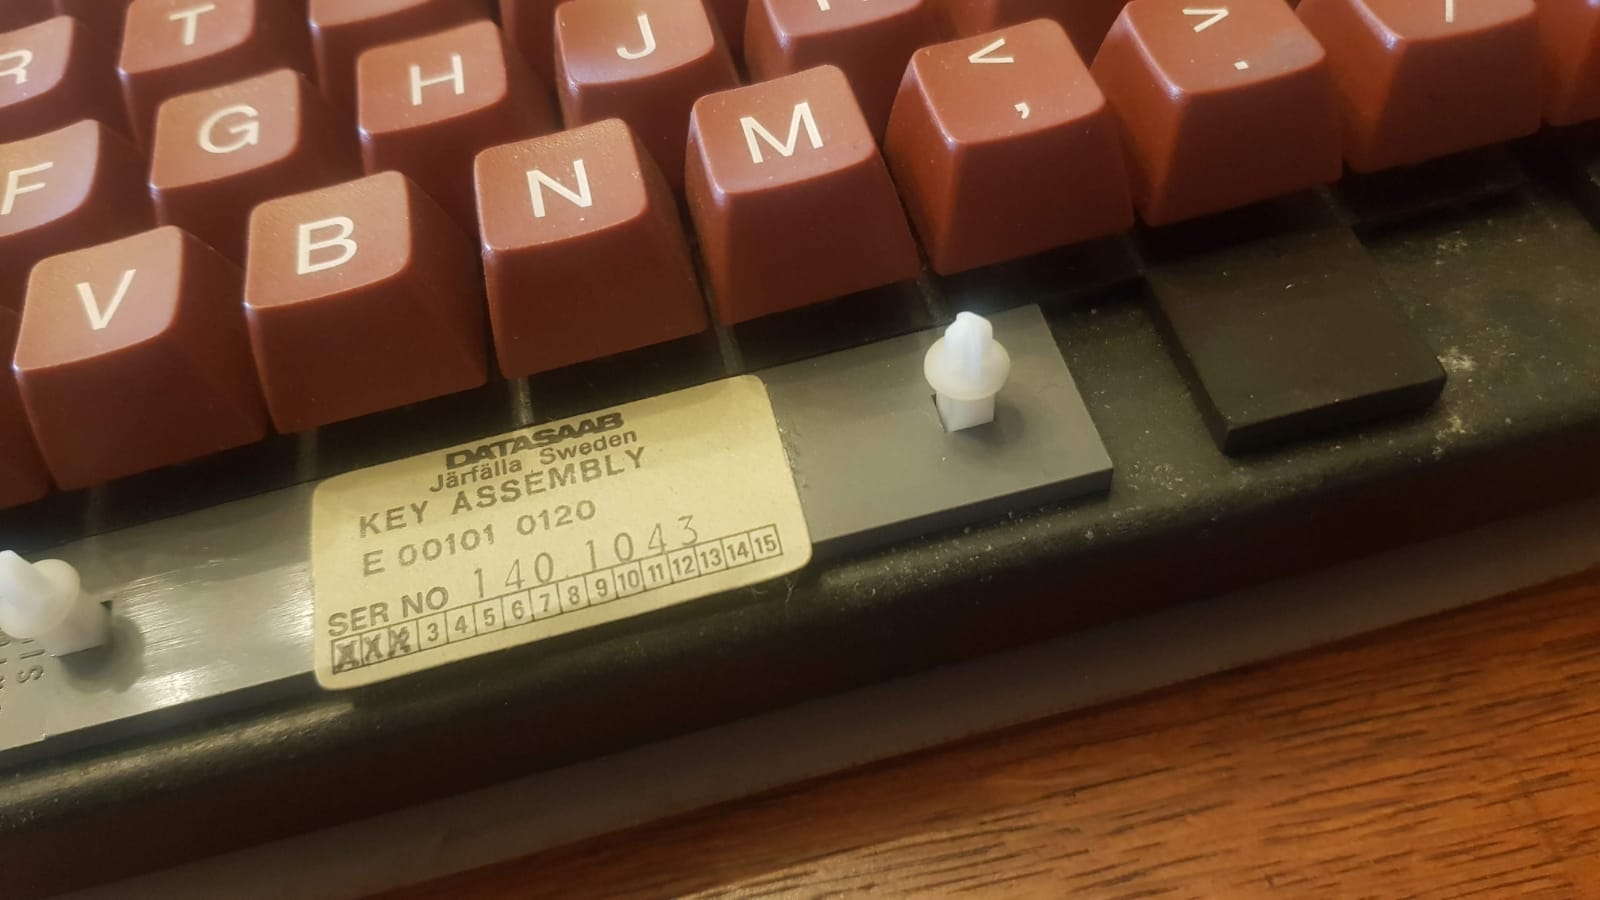 R T
F G H J
V B N M < ,
> .
DATASAAB
Järfälla Sweden
KEY ASSEMBLY
E 00101 0120
SER NO 140 1043
X X X 3 4 5 6 7 8 9 10 11 12 13 14 15